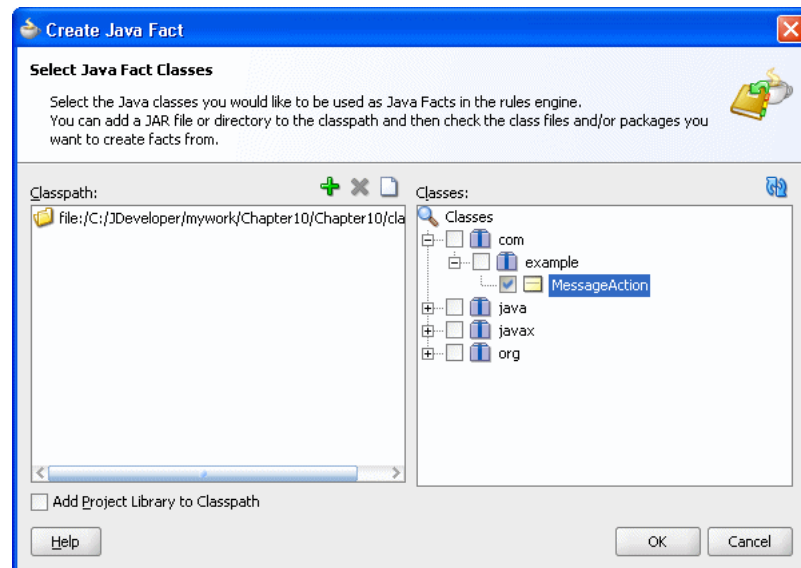 Create Java Fact
Select Java Fact Classes
Select the Java classes you would like to be used as Java Facts in the rules engine.
You can add a JAR file or directory to the classpath and then check the class files and/or packages you
want to create facts from.
Classpath:
file:/C:/JDeveloper/mywork/Chapter10/Chapter10/cla
Add Project Library to Classpath
Classes:
Classes
com
example
MessageAction
java
javax
org
Help
OK
Cancel